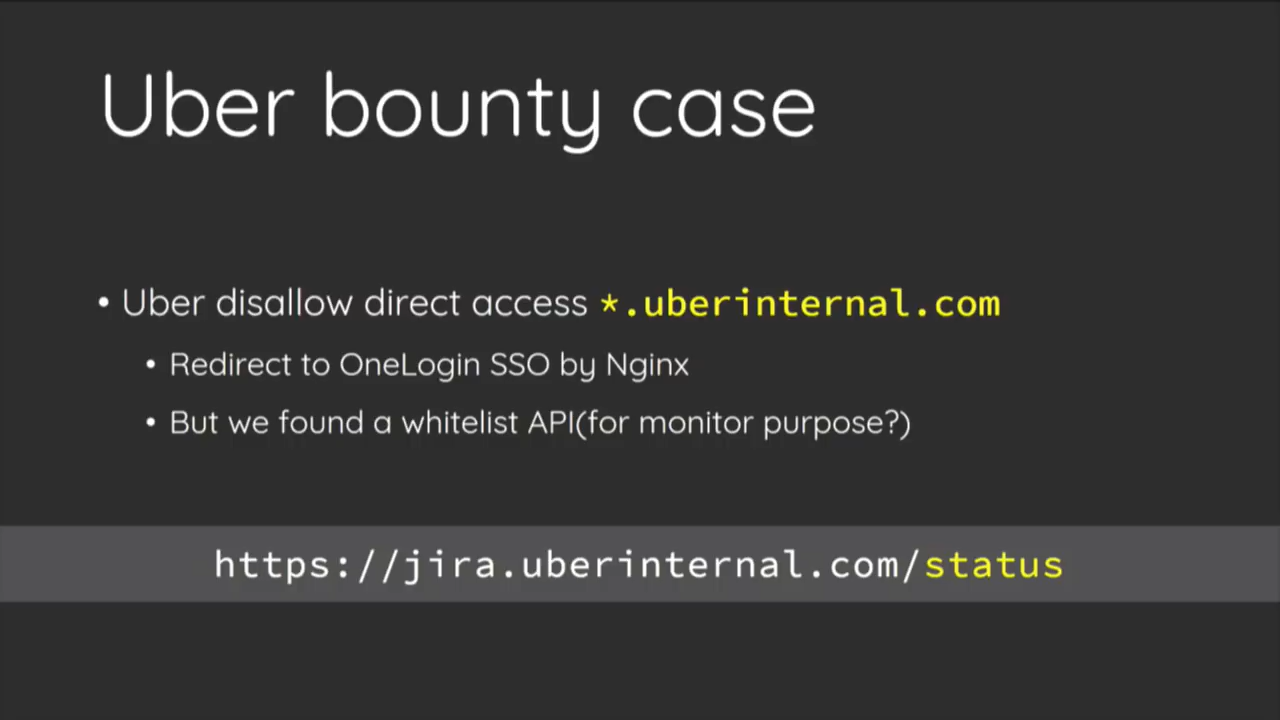 Uber bounty case
• Uber disallow direct access *.uberinternal.com
• Redirect to OneLogin SSO by Nginx
• But we found a whitelist API(for monitor purpose?)
https://jira.uberinternal.com/status